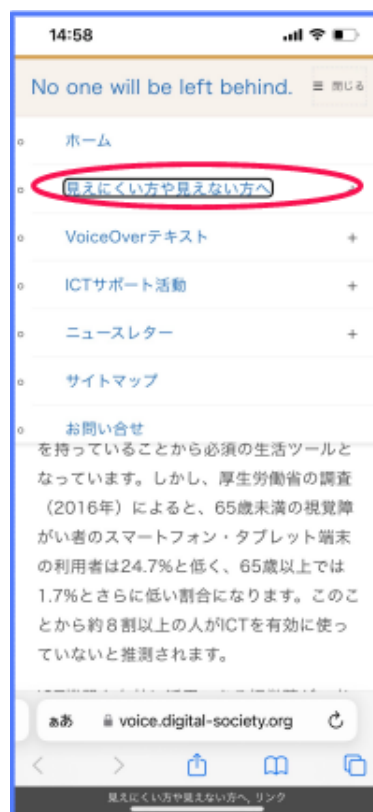 14:58
No one will be left behind.
≡ 閉じる
ホーム
見えにくい方や見えない方へ
VoiceOverテキスト +
ICTサポート活動 +
ニュースレター +
サイトマップ
お問い合せ
を持っていることから必須の生活ツールと
なっています。しかし、厚生労働省の調査
（2016年）によると、65歳未満の視覚障
がい者のスマートフォン・タブレット端末
の利用者は24.7%と低く、65歳以上では
1.7%とさらに低い割合になります。このこ
とから約８割以上の人がICTを有効に使っ
ていないと推測されます。
ぁあ voice.digital-society.org
見えにくい方や見えない方へ, リンク